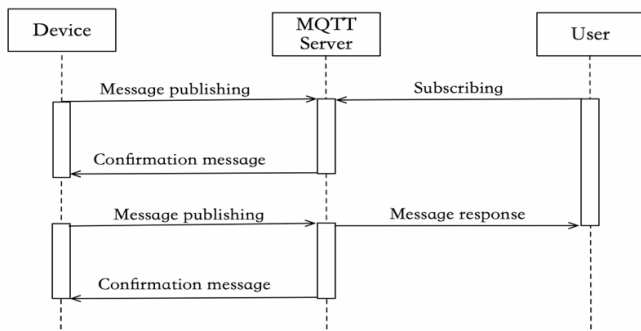 Device
MQTT
Server
User
Message publishing
Subscribing
Confirmation message
Message publishing
Message response
Confirmation message